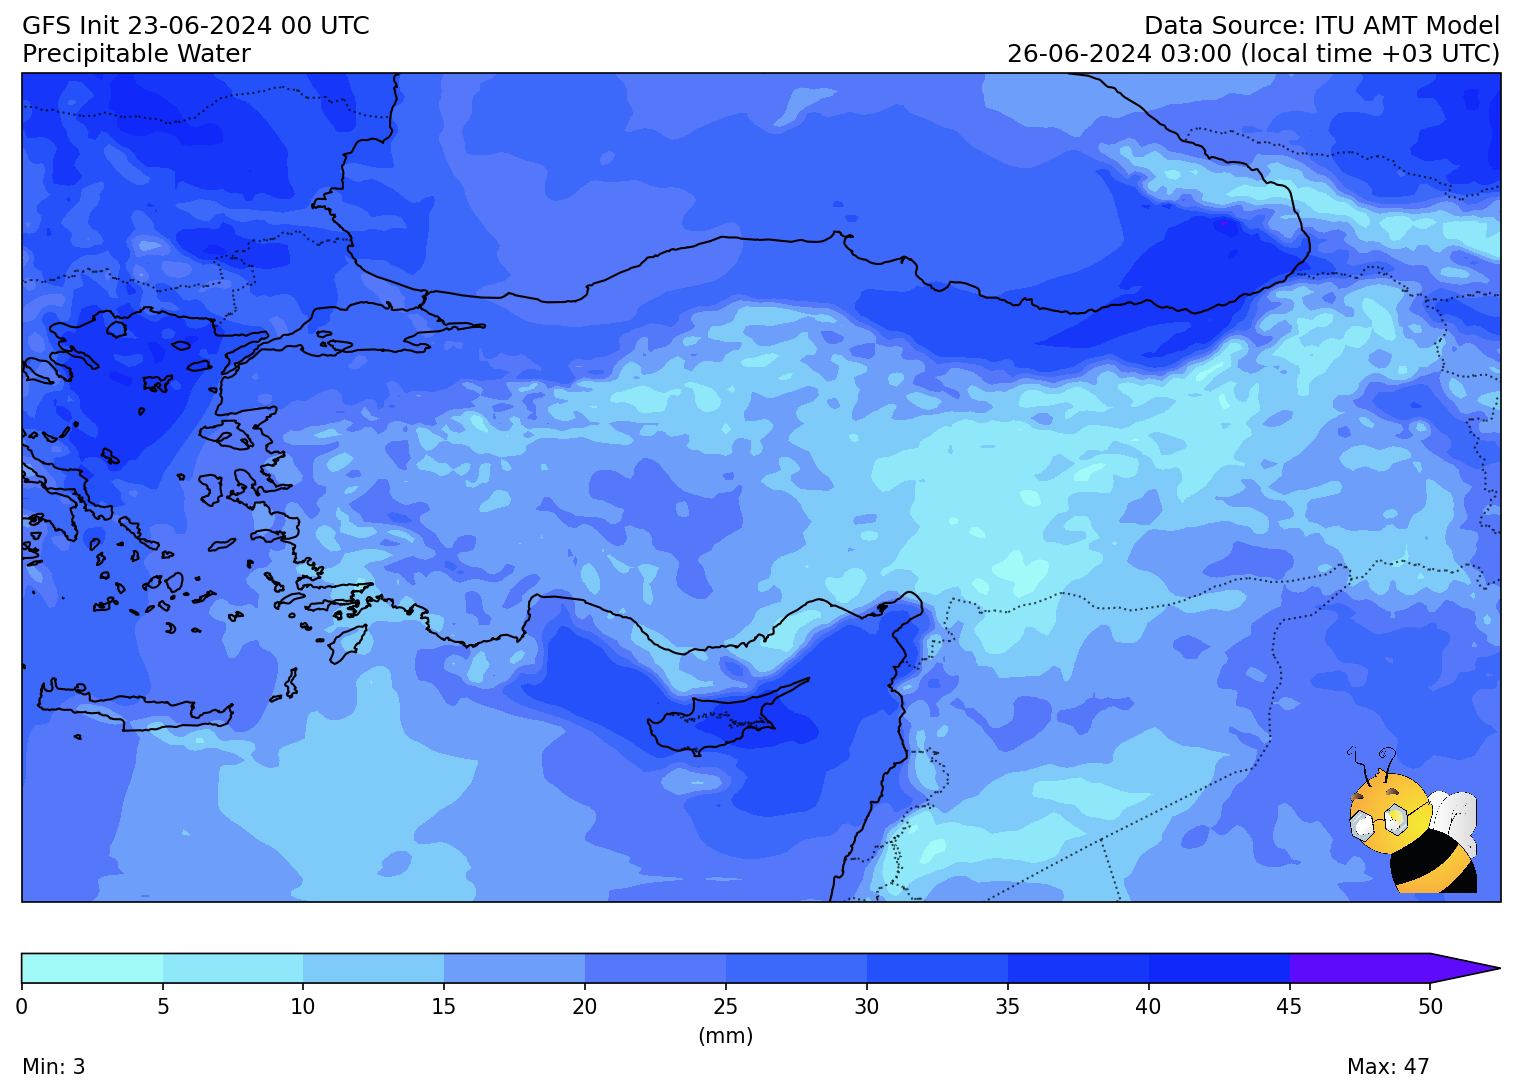 GFS Init 23-06-2024 00 UTC
Data Source: ITU AMT Model
Precipitable Water
26-06-2024 03:00 (local time +03 UTC)
0 5 10 15 20 25 30 35 40 45 50
(mm)
Min: 3
Max: 47